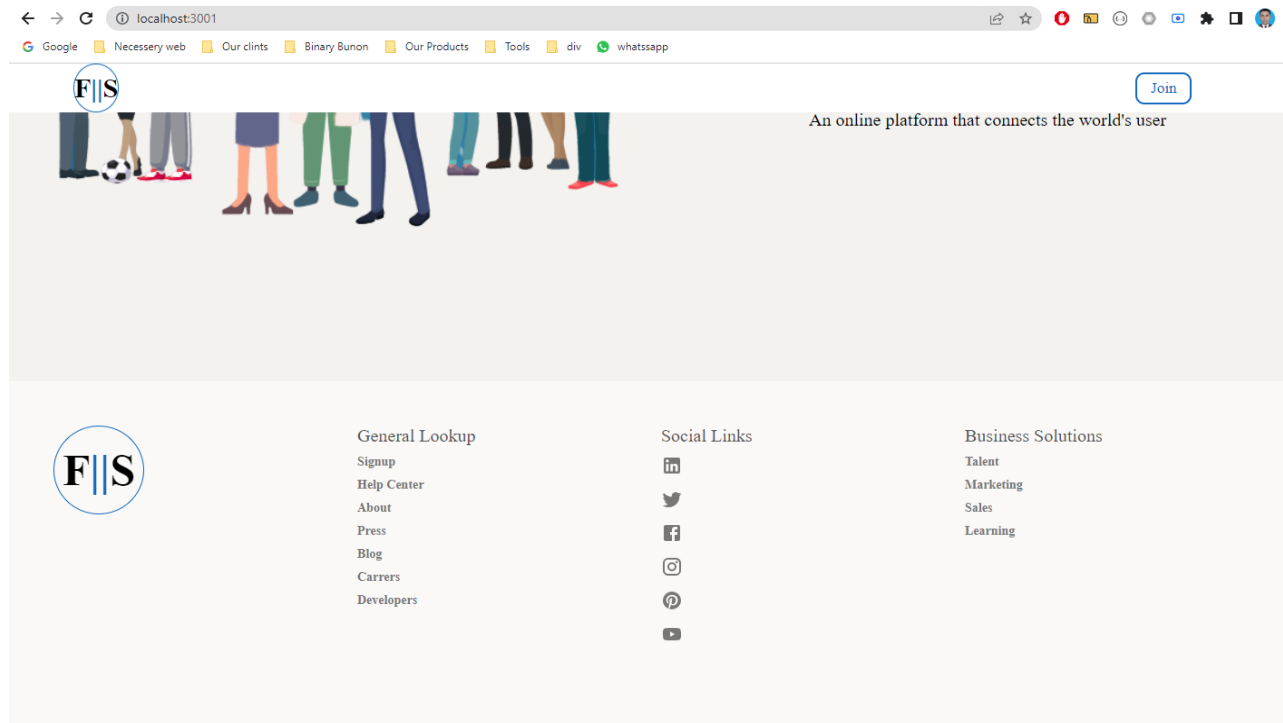 localhost:3001
Google Necessery web Our clints Binary Bunon Our Products Tools div whatssapp
F||S
Join
An online platform that connects the world's user
F||S
General Lookup
Signup
Help Center
About
Press
Blog
Carrers
Developers
Social Links
Business Solutions
Talent
Marketing
Sales
Learning